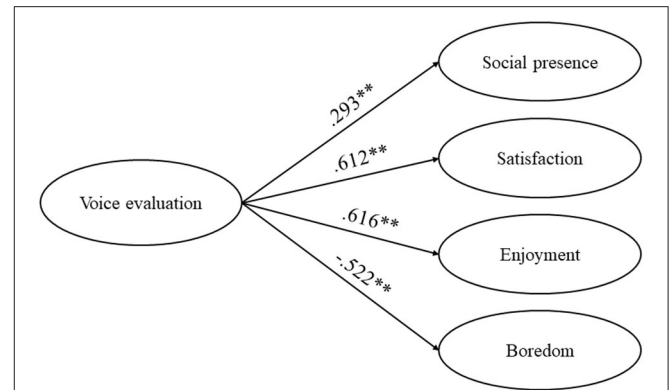 Social presence
.293**
.612**
Satisfaction
Voice evaluation
.616**
Enjoyment
-.522**
Boredom